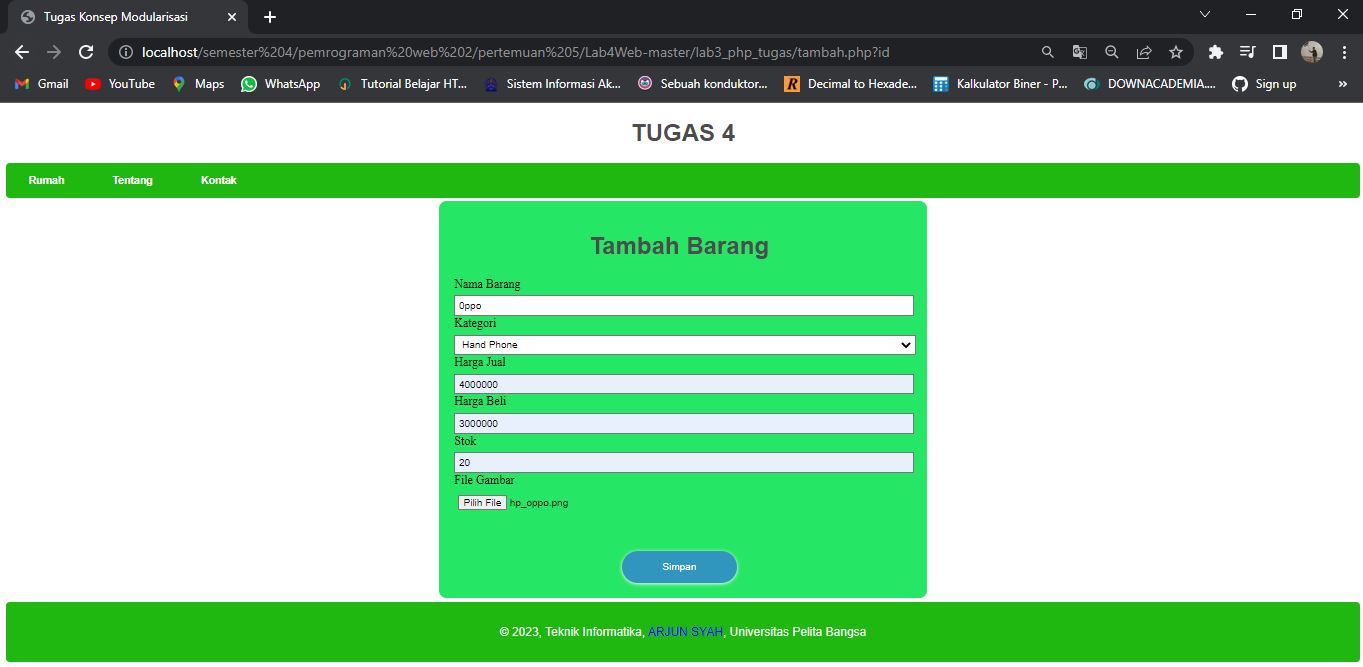 Tugas Konsep Modularisasi
localhost/semester%204/pemrograman%20web%202/pertemuan%205/Lab4Web-master/lab3_php_tugas/tambah.php?id
Gmail YouTube Maps WhatsApp Tutorial Belajar HT... Sistem Informasi Ak... Sebuah konduktor... R Decimal to Hexade... Kalkulator Biner - P... DOWNACADEMIA.... Sign up »
TUGAS 4
Rumah Tentang Kontak
Tambah Barang
Nama Barang
0ppo
Kategori
Hand Phone
Harga Jual
4000000
Harga Beli
3000000
Stok
20
File Gambar
Pilih File hp_oppo.png
Simpan
© 2023, Teknik Informatika, ARJUN SYAH, Universitas Pelita Bangsa